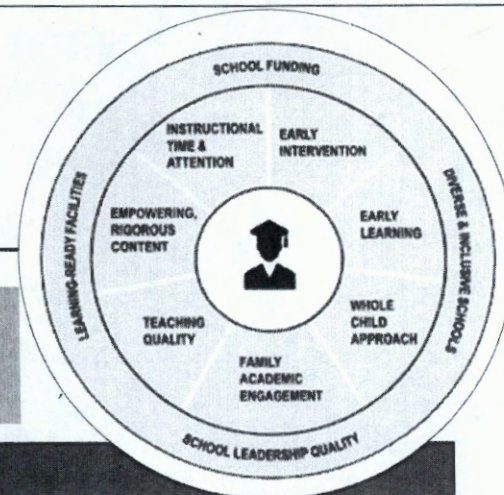 SCHOOL FUNDING
INSTRUCTIONAL
TIME &
ATTENTION
EARLY
INTERVENTION
LEARNING-READY FACILITIES
EMPOWERING,
RIGOROUS
CONTENT
EARLY
LEARNING
DIVERSE & INCLUSIVE SCHOOLS
TEACHING
QUALITY
WHOLE
CHILD
APPROACH
FAMILY
ACADEMIC
ENGAGEMENT
SCHOOL LEADERSHIP QUALITY